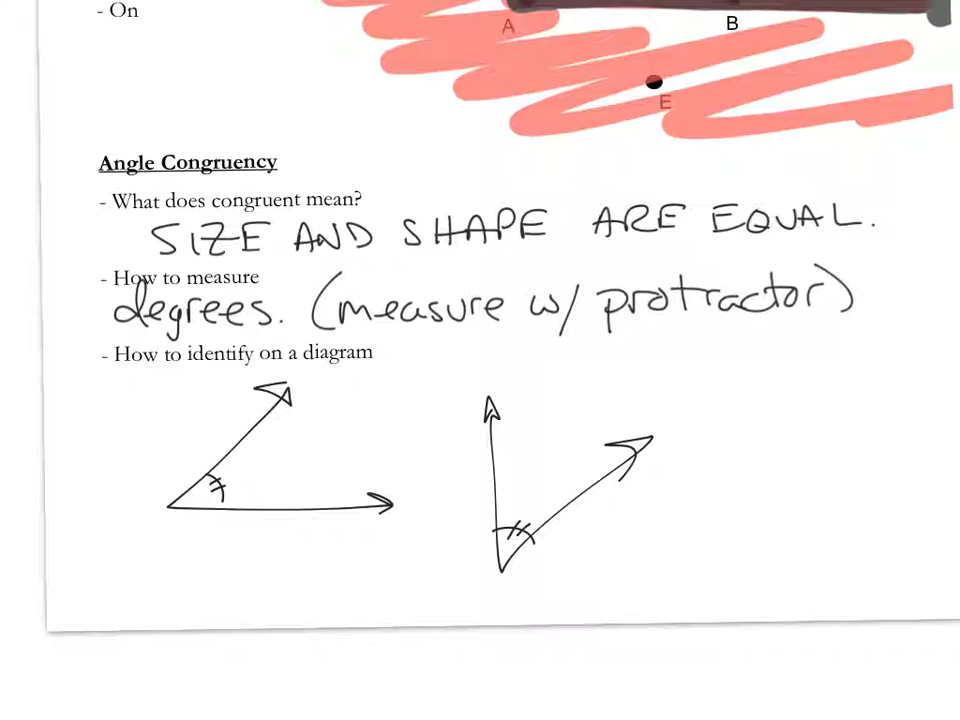 - On
A
B
E
Angle Congruency
- What does congruent mean?
SIZE AND SHAPE ARE EQUAL.
- How to measure
degrees. (measure w/ protractor)
- How to identify on a diagram